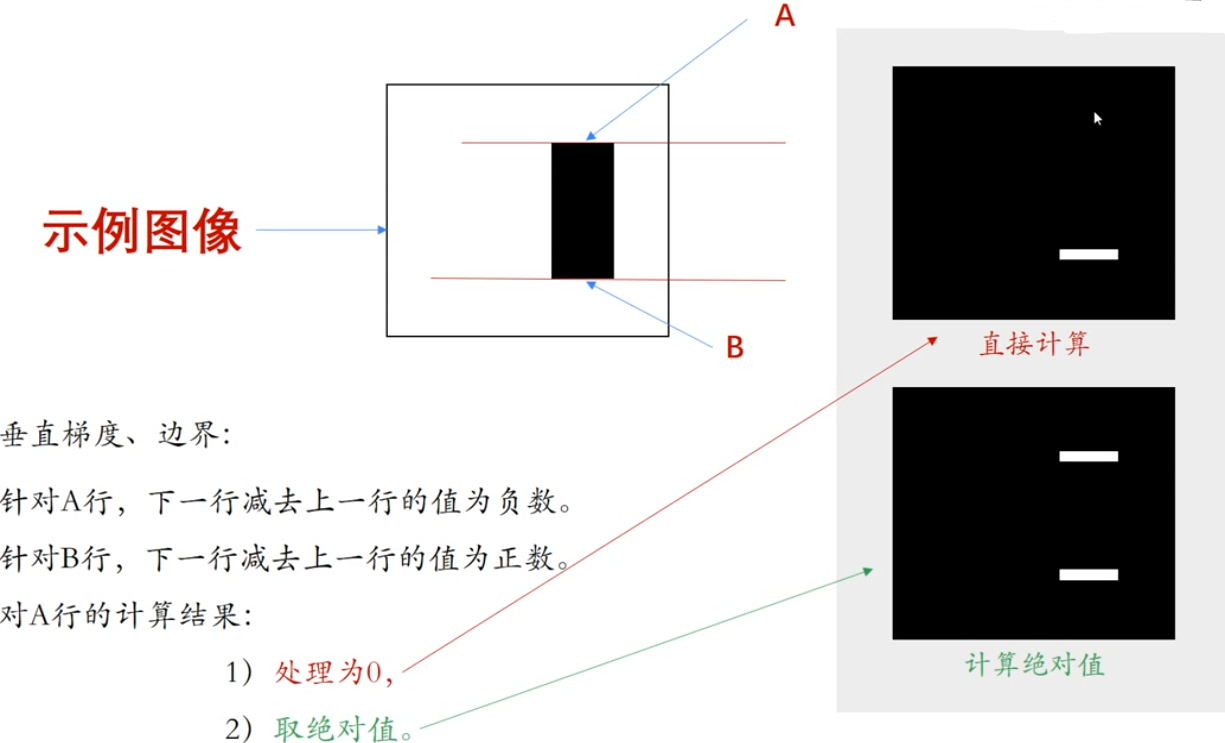 A
示例图像
B
直接计算
垂直梯度、边界：
针对A行，下一行减去上一行的值为负数。
针对B行，下一行减去上一行的值为正数。
对A行的计算结果：
1）处理为0，
2）取绝对值。
计算绝对值